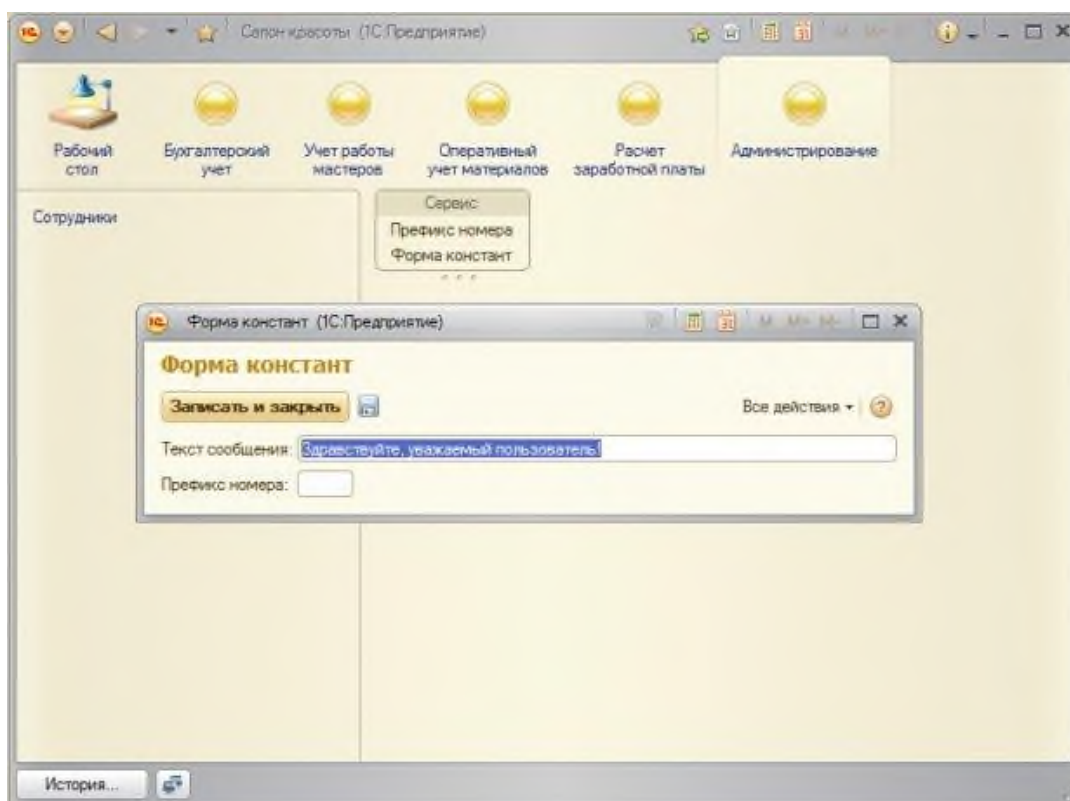 Салон красоты (1С:Предприятие)
Рабочий
стол
Бухгалтерский
учет
Учет работы
мастеров
Оперативный
учет материалов
Расчет
заработной платы
Администрирование
Сотрудники
Сервис
Префикс номера
Форма констант
Форма констант (1С:Предприятие)
Форма констант
Записать и закрыть
Все действия
Текст сообщения: Здравствуйте, уважаемый пользователь!
Префикс номера:
История...